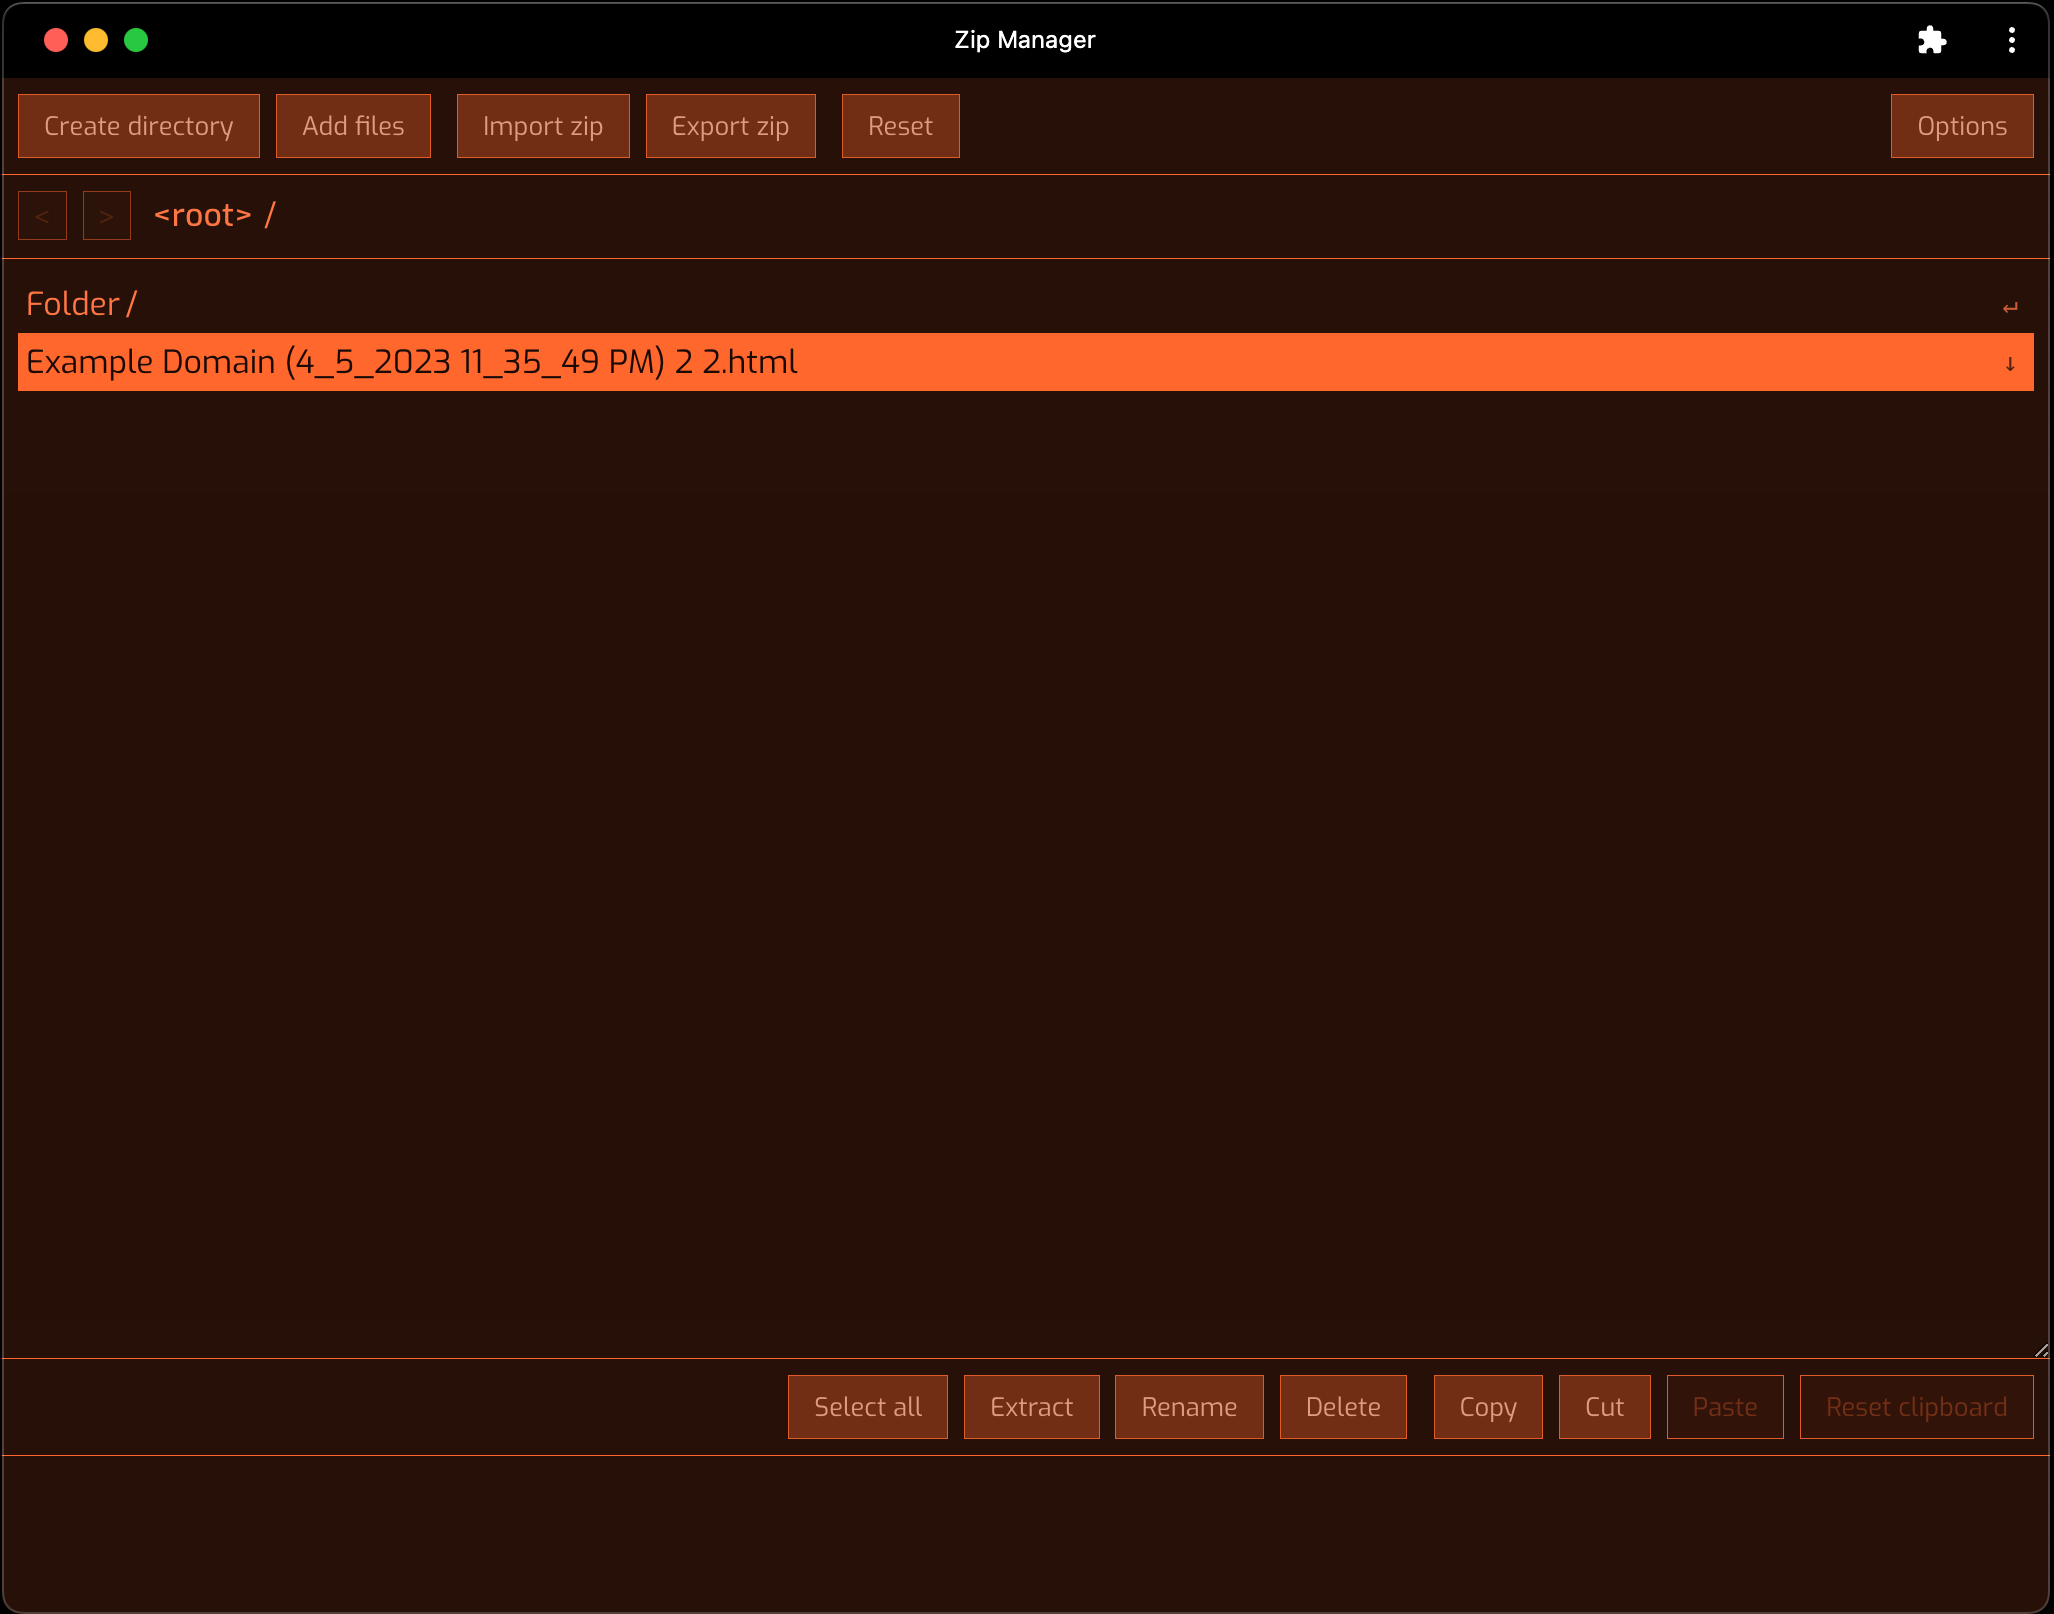 Zip Manager
Create directory Add files Import zip Export zip Reset Options
< > <root> /
Folder / ↵
Example Domain (4_5_2023 11_35_49 PM) 2 2.html ↓
Select all Extract Rename Delete Copy Cut Paste Reset clipboard